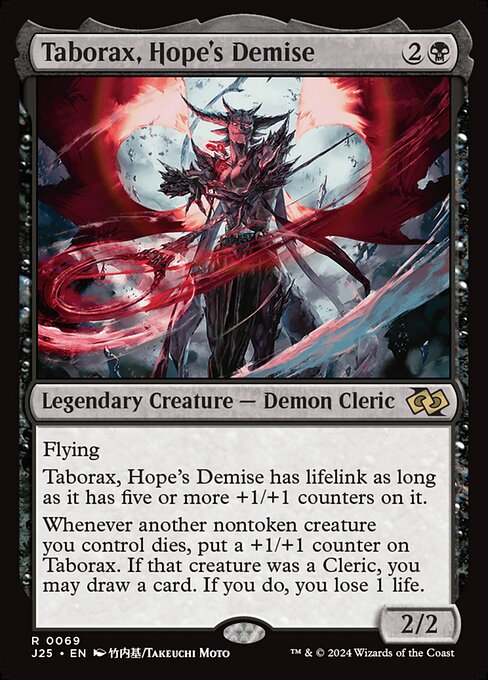 Taborax, Hope's Demise 2
Legendary Creature — Demon Cleric
Flying
Taborax, Hope's Demise has lifelink as long
as it has five or more +1/+1 counters on it.
Whenever another nontoken creature
you control dies, put a +1/+1 counter on
Taborax. If that creature was a Cleric, you
may draw a card. If you do, you lose 1 life.
2/2
R 0069
J25 • EN 竹内基/Takeuchi Moto
™ & © 2024 Wizards of the Coast